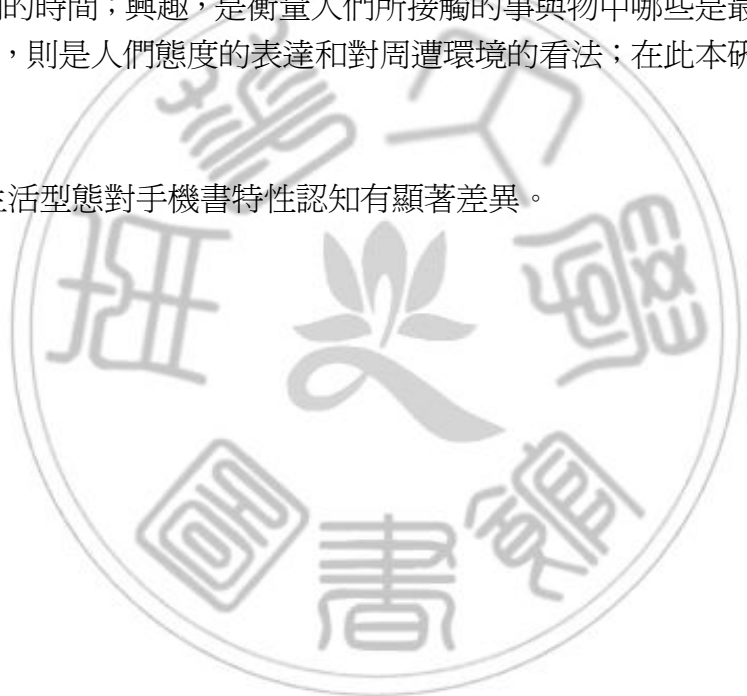 的時間；興趣，是衡量人們所接觸的事與物中哪些是最
，則是人們態度的表達和對周遭環境的看法；在此本研
生活型態對手機書特性認知有顯著差異。
書